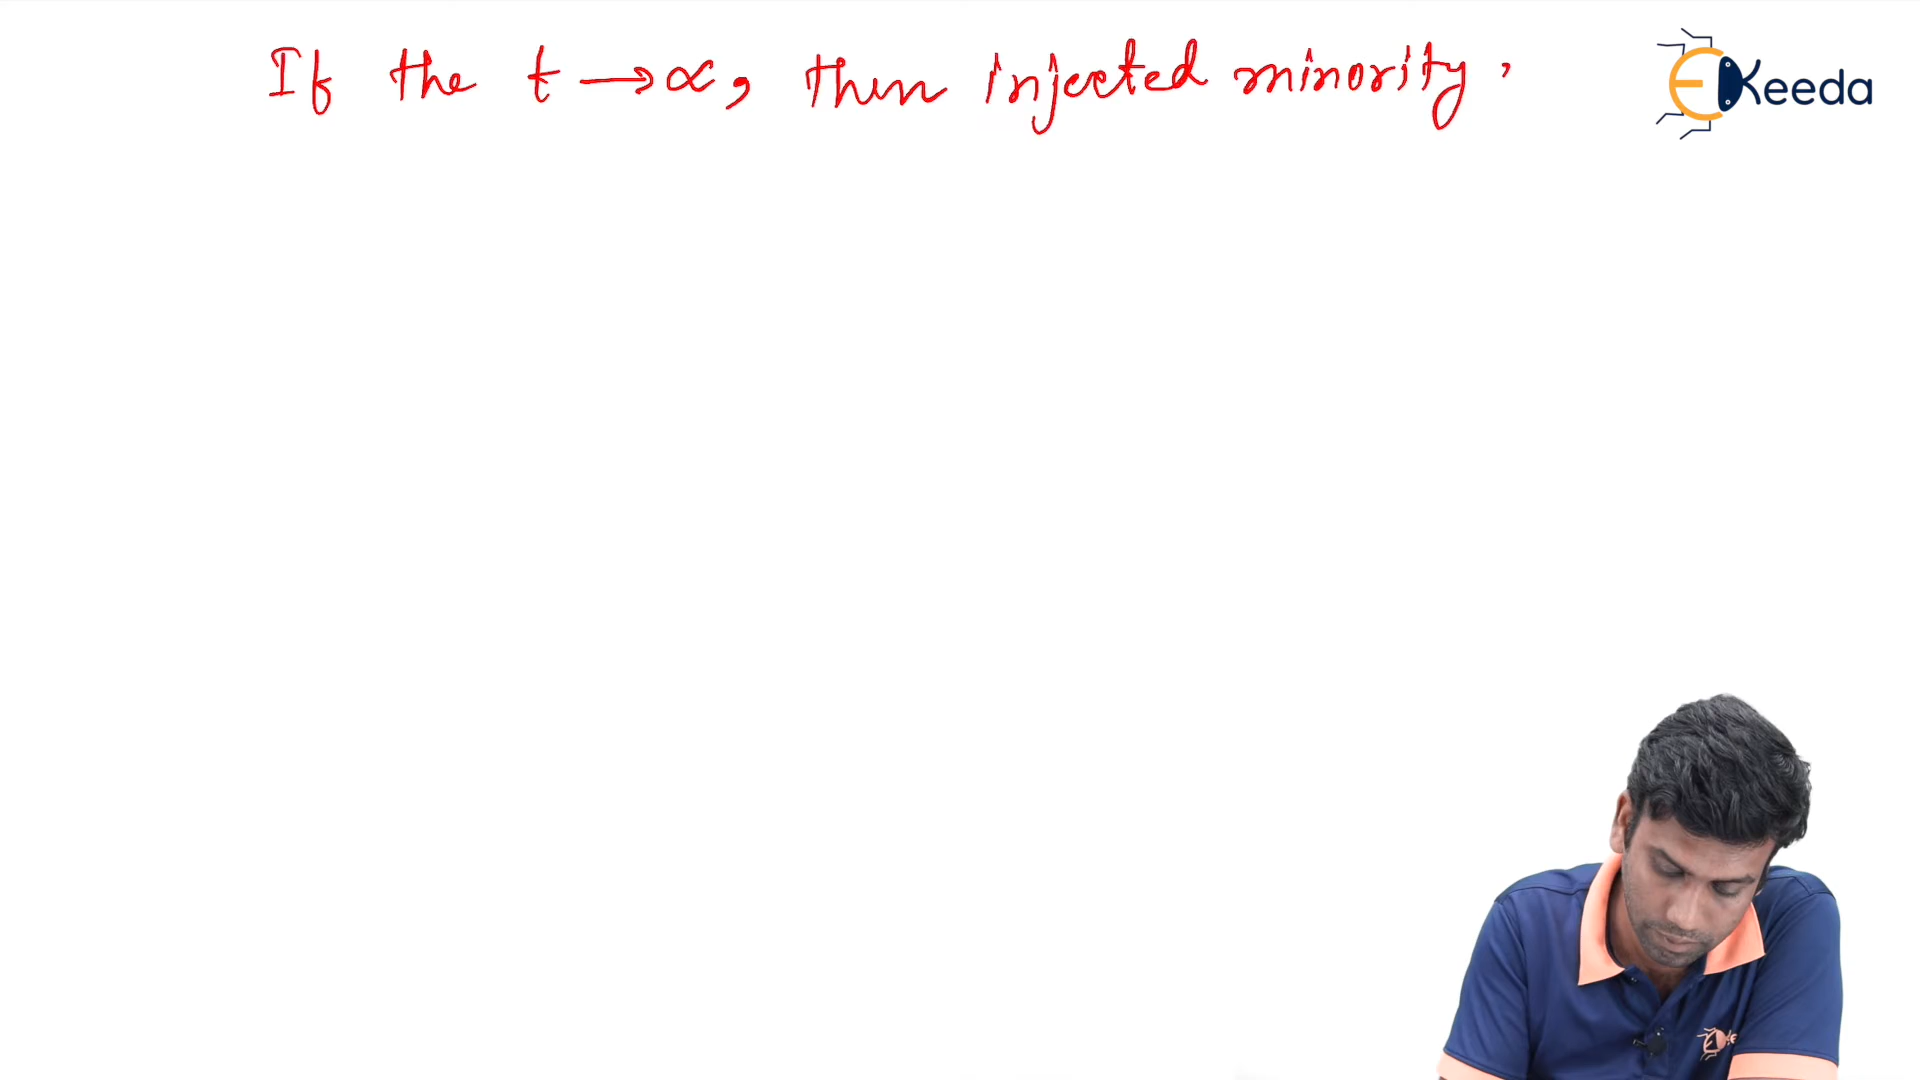 If the t → ∝, then injected minority
EKeeda